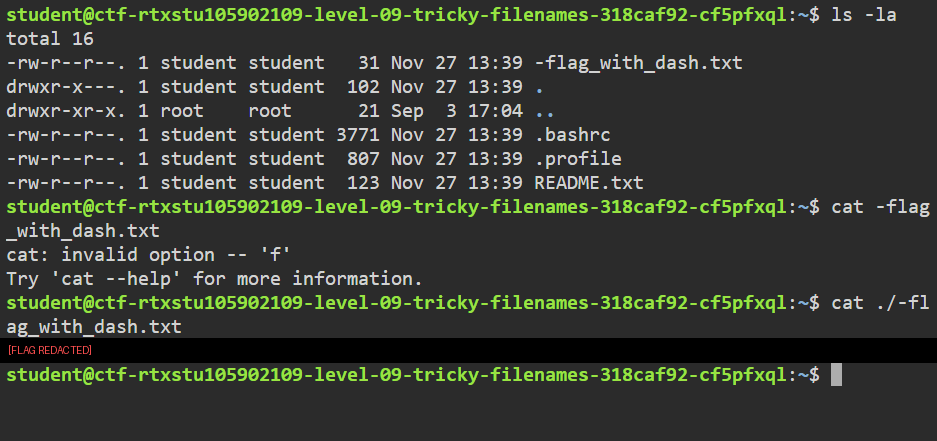 student@ctf-rtxstu105902109-level-09-tricky-filenames-318caf92-cf5pfxql:~$ ls -la
total 16
-rw-r--r--. 1 student student   31 Nov 27 13:39 -flag_with_dash.txt
drwxr-x---. 1 student student  102 Nov 27 13:39 .
drwxr-xr-x. 1 root    root      21 Sep  3 17:04 ..
-rw-r--r--. 1 student student 3771 Nov 27 13:39 .bashrc
-rw-r--r--. 1 student student  807 Nov 27 13:39 .profile
-rw-r--r--. 1 student student  123 Nov 27 13:39 README.txt
student@ctf-rtxstu105902109-level-09-tricky-filenames-318caf92-cf5pfxql:~$ cat -flag
_with_dash.txt
cat: invalid option -- 'f'
Try 'cat --help' for more information.
student@ctf-rtxstu105902109-level-09-tricky-filenames-318caf92-cf5pfxql:~$ cat ./-fl
ag_with_dash.txt
[FLAG REDACTED]
student@ctf-rtxstu105902109-level-09-tricky-filenames-318caf92-cf5pfxql:~$